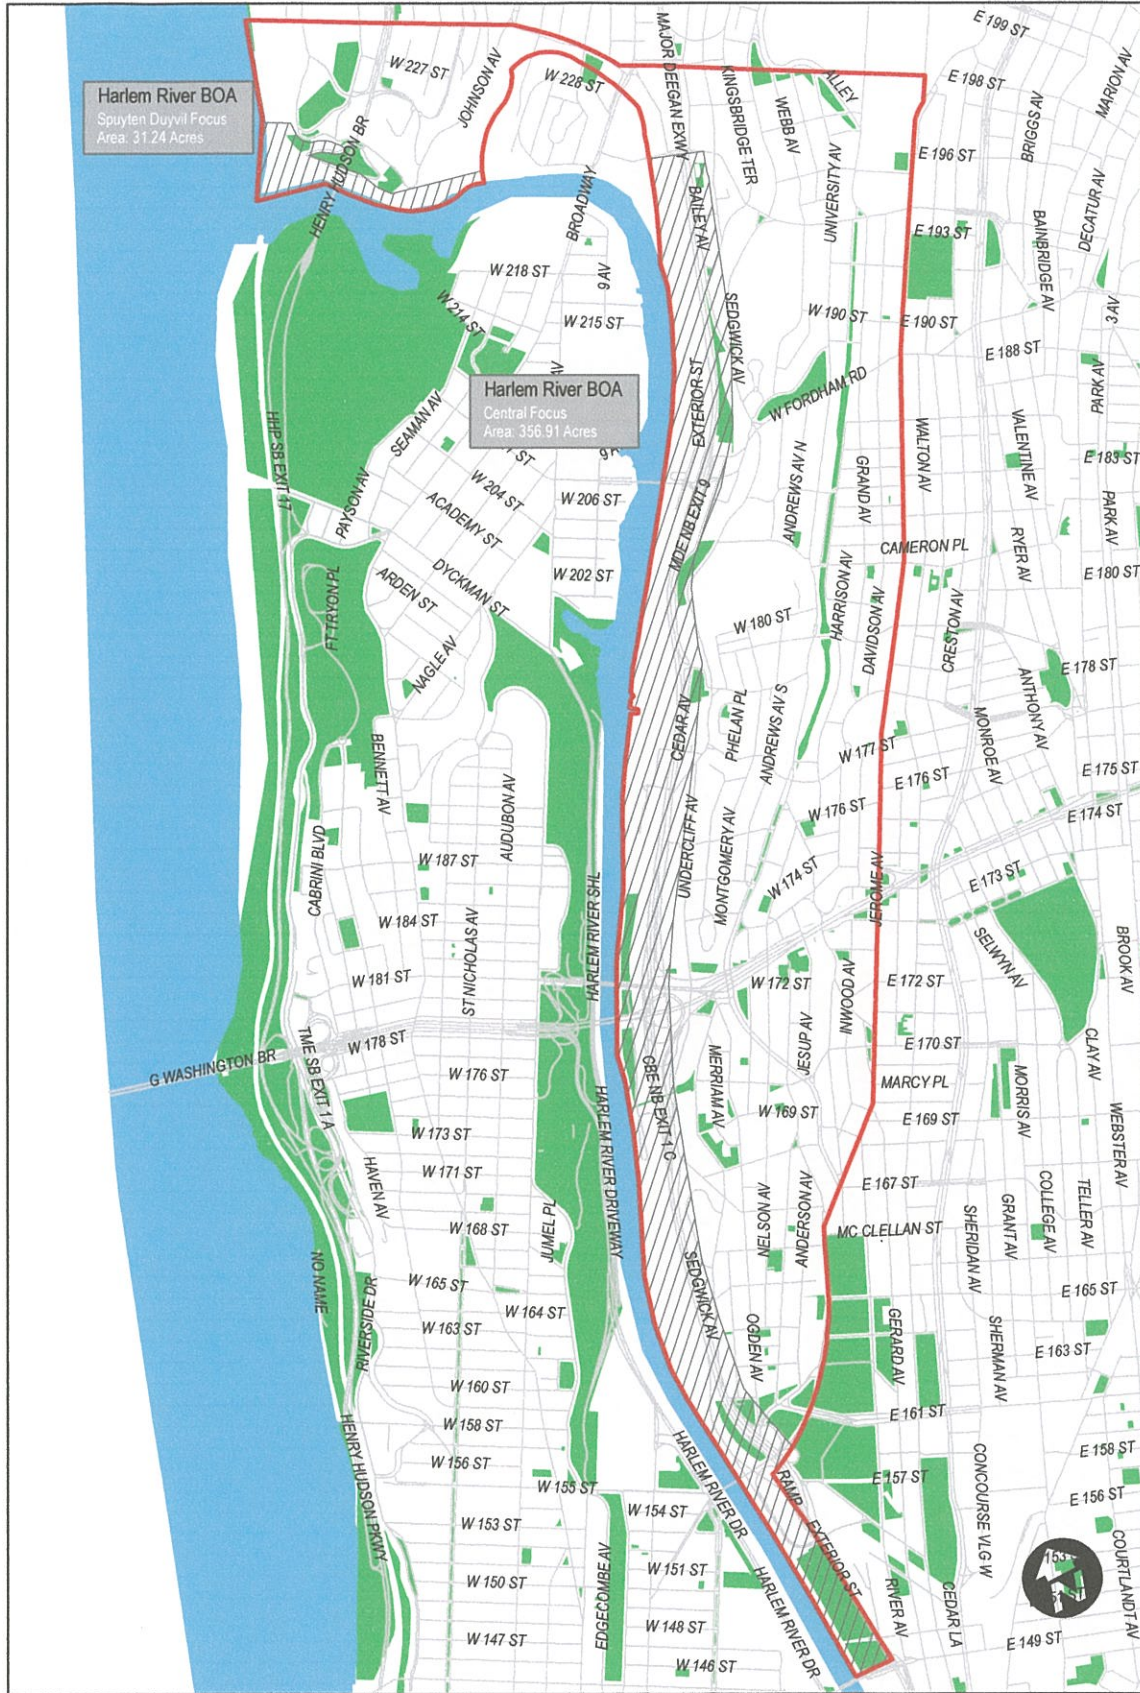 E 199 ST
MAJOR DEEGAN EXWY
W 227 ST
JOHNSON AV
W 228 ST
KINGSBRIDGE TER
WEBB AV
ALLEY
E 198 ST
BRIGGS AV
MARION AV
Harlem River BOA
Spuyten Duyvil Focus
Area: 31.24 Acres
HENRY HUDSON BR
BROADWAY
BAILEY AV
UNIVERSITY AV
E 196 ST
E 193 ST
BAINBRIDGE AV
DECATUR AV
W 218 ST
9 AV
W 214 ST
W 215 ST
SEDGWICK AV
W 190 ST
E 190 ST
3 AV
E 188 ST
Harlem River BOA
Central Focus
Area: 356.91 Acres
EXTERIOR ST
W FORDHAM RD
PARK AV
HHP SB EXIT 17
SEAMAN AV
WALTON AV
VALENTINE AV
E 183 ST
PAYSON AV
W 204 ST
W 206 ST
ANDREWS AV N
GRAND AV
ACADEMY ST
MDE NB EXIT 9
CAMERON PL
RYER AV
PARK AV
FT TRYON PL
ARDEN ST
DYCKMAN ST
W 202 ST
E 180 ST
HARRISON AV
W 180 ST
DAVIDSON AV
CRESTON AV
NAGLE AV
E 178 ST
ANTHONY AV
BENNETT AV
CEDAR AV
PHELAN PL
ANDREWS AV S
W 177 ST
MONROE AV
E 176 ST
E 175 ST
AUDUBON AV
W 176 ST
E 174 ST
CABRINI BLVD
W 187 ST
UNDERCLIFF AV
MONTGOMERY AV
W 174 ST
JEROME AV
E 173 ST
W 184 ST
HARLEM RIVER SHL
SELWYN AV
BROOK AV
ST NICHOLAS AV
W 181 ST
W 172 ST
INWOOD AV
E 172 ST
G WASHINGTON BR
TME SB EXIT 1 A
W 178 ST
JESUP AV
E 170 ST
CLAY AV
W 176 ST
CBE NB EXIT 1 C
MERRIAM AV
MARCY PL
MORRIS AV
W 173 ST
HARLEM RIVER DRIVEWAY
W 169 ST
E 169 ST
WEBSTER AV
HAVEN AV
W 171 ST
E 167 ST
W 168 ST
JUMEL PL
NELSON AV
ANDERSON AV
MC CLELLAN ST
SHERIDAN AV
GRANT AV
COLLEGE AV
TELLER AV
NO NAME
W 165 ST
SEDGWICK AV
E 165 ST
RIVERSIDE DR
W 164 ST
W 163 ST
OGDEN AV
GERARD AV
SHERMAN AV
E 163 ST
W 160 ST
E 161 ST
W 158 ST
HENRY HUDSON PKWY
W 156 ST
HARLEM RIVER DR
CONCOURSE VLG W
E 158 ST
W 155 ST
RAMP
E 157 ST
W 154 ST
E 156 ST
W 153 ST
EXTERIOR ST
COURTLANDT AV
W 151 ST
W 150 ST
EDGECOMBE AV
HARLEM RIVER DR
RIVER AV
CEDAR LA
W 148 ST
W 147 ST
W 146 ST
E 149 ST